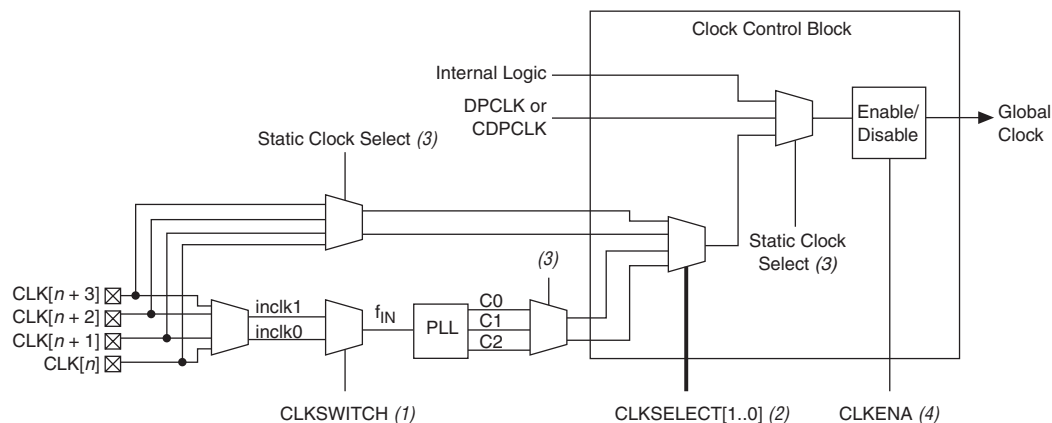 Clock Control Block
Internal Logic
DPCLK or
CDPCLK
Enable/
Disable
Global
Clock
Static Clock Select (3)
Static Clock
Select (3)
(3)
CLK[n + 3]
CLK[n + 2]
CLK[n + 1]
CLK[n]
inclk1
inclk0
fIN
PLL
C0
C1
C2
CLKSWITCH (1)
CLKSELECT[1..0] (2)
CLKENA (4)